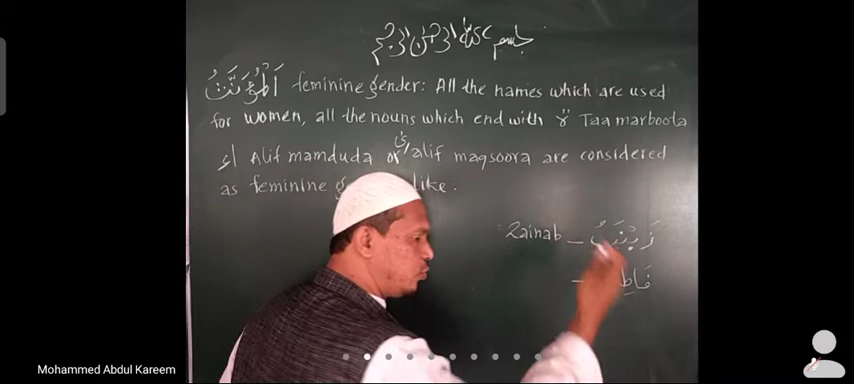 بسم الله الرحمن الرحيم
اَلْمُؤَنَّثُ feminine gender: All the names which are used
for women, all the nouns which end with ة Taa marboota
اء Alif mamduda or ىٰ/alif maqsoora are considered
as feminine like:
Zainab – زَيْنَبُ
– فَاطِ
Mohammed Abdul Kareem